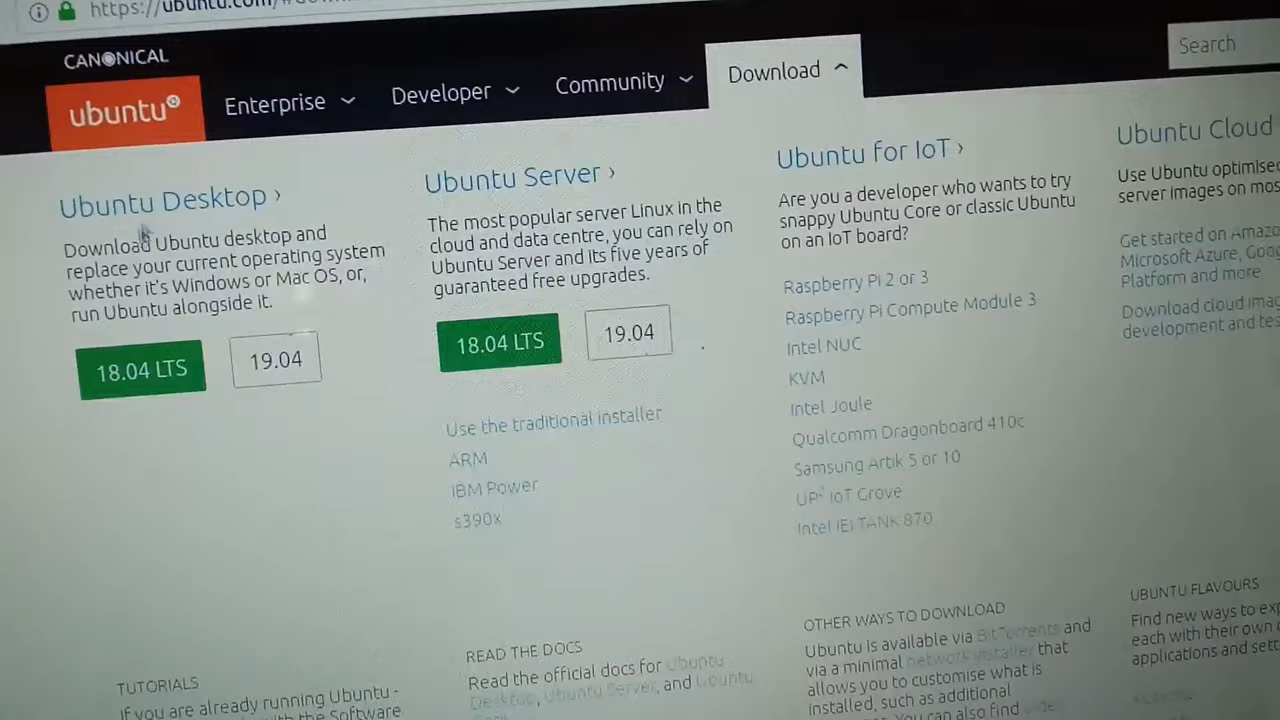 https://ubuntu.com/
CANONICAL
ubuntu
Enterprise
Developer
Community
Download
Search
Ubuntu Desktop ›
Download Ubuntu desktop and
replace your current operating system
whether it's Windows or Mac OS, or,
run Ubuntu alongside it.
18.04 LTS
19.04
Ubuntu Server ›
The most popular server Linux in the
cloud and data centre, you can rely on
Ubuntu Server and its five years of
guaranteed free upgrades.
18.04 LTS
19.04
Use the traditional installer
ARM
IBM Power
s390x
Ubuntu for IoT ›
Are you a developer who wants to try
snappy Ubuntu Core or classic Ubuntu
on an IoT board?
Raspberry Pi 2 or 3
Raspberry Pi Compute Module 3
Intel NUC
KVM
Intel Joule
Qualcomm Dragonboard 410c
Samsung Artik 5 or 10
UP² IoT Grove
Intel IEI TANK 870
Ubuntu Cloud
Use Ubuntu optimised
server images on
Get started on
Microsoft Azure,
Platform and more
Download cloud
development and
TUTORIALS
If you are already running Ubuntu -
the Software
READ THE DOCS
Read the official docs for Ubuntu
Desktop, Ubuntu Server, and Ubuntu
OTHER WAYS TO DOWNLOAD
Ubuntu is available via BitTorrents and
via a minimal network installer that
allows you to customise what is
installed, such as additional
You can also find
UBUNTU FLAVOURS
Find new ways to
each with their own
applications and